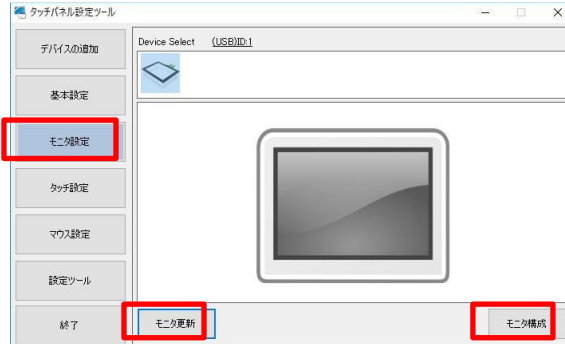 タッチパネル設定ツール
デバイスの追加
基本設定
モニタ設定
タッチ設定
マウス設定
設定ツール
終了
Device Select (USB)ID:1
モニタ更新
モニタ構成